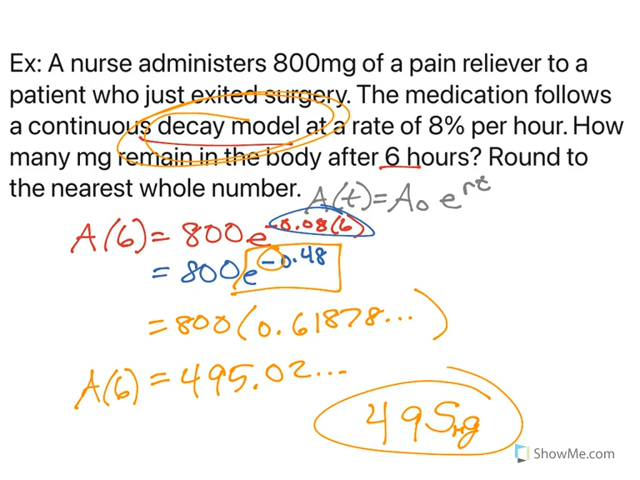 Ex: A nurse administers 800mg of a pain reliever to a
patient who just exited surgery. The medication follows
a continuous decay model at a rate of 8% per hour. How
many mg remain in the body after 6 hours? Round to
the nearest whole number. A(t)=A₀e^rt
A(6)=800e^-0.08(6)
=800e^-0.48
=800(0.61878...)
A(6)=495.02...
495mg
ShowMe.com